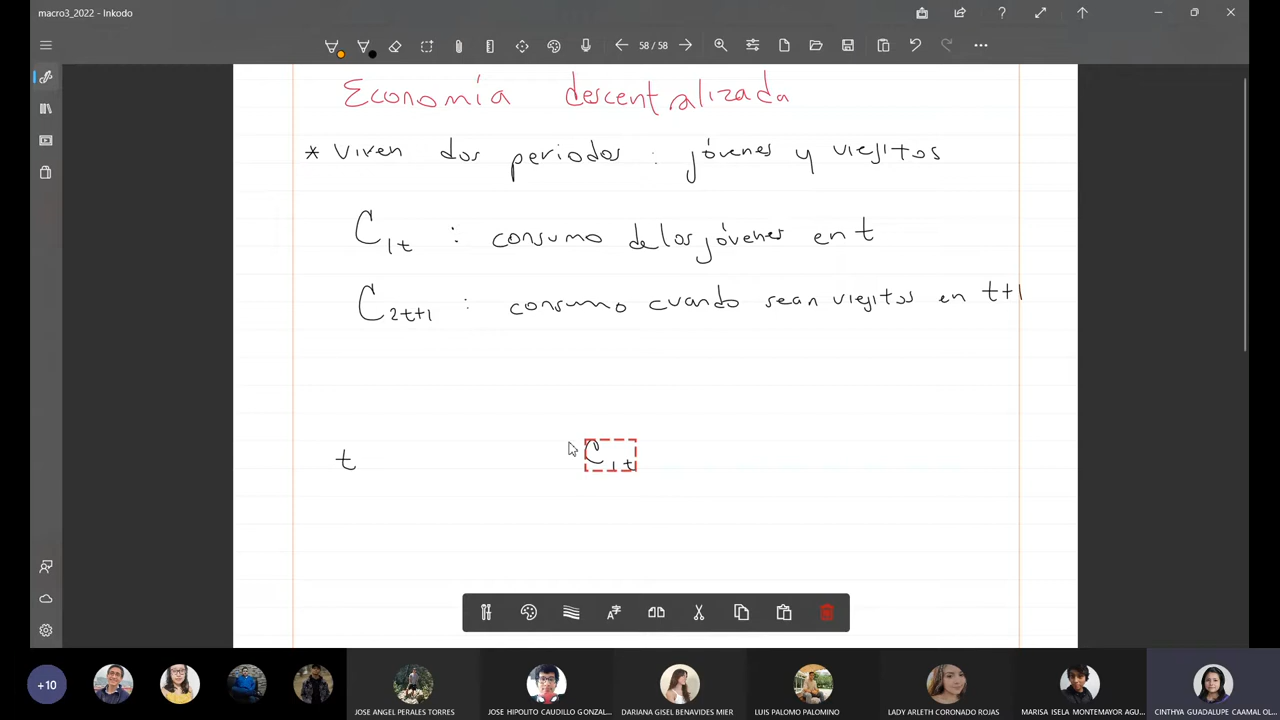 macro3_2022 - Inkodo
58 / 58
Economía descentralizada
* viven dos periodos : jóvenes y viejitos
C1t : consumo de los jóvenes en t
C2t+1 : consumo cuando sean viejitos en t+1
t C1t
+10
JOSE ANGEL PERALES TORRES
JOSE HIPOLITO CAUDILLO GONZAL...
DARIANA GISEL BENAVIDES MIER
LUIS PALOMO PALOMINO
LADY ARLETH CORONADO ROJAS
MARISA ISELA MONTEMAYOR AGU...
CINTHYA GUADALUPE CAAMAL OL...